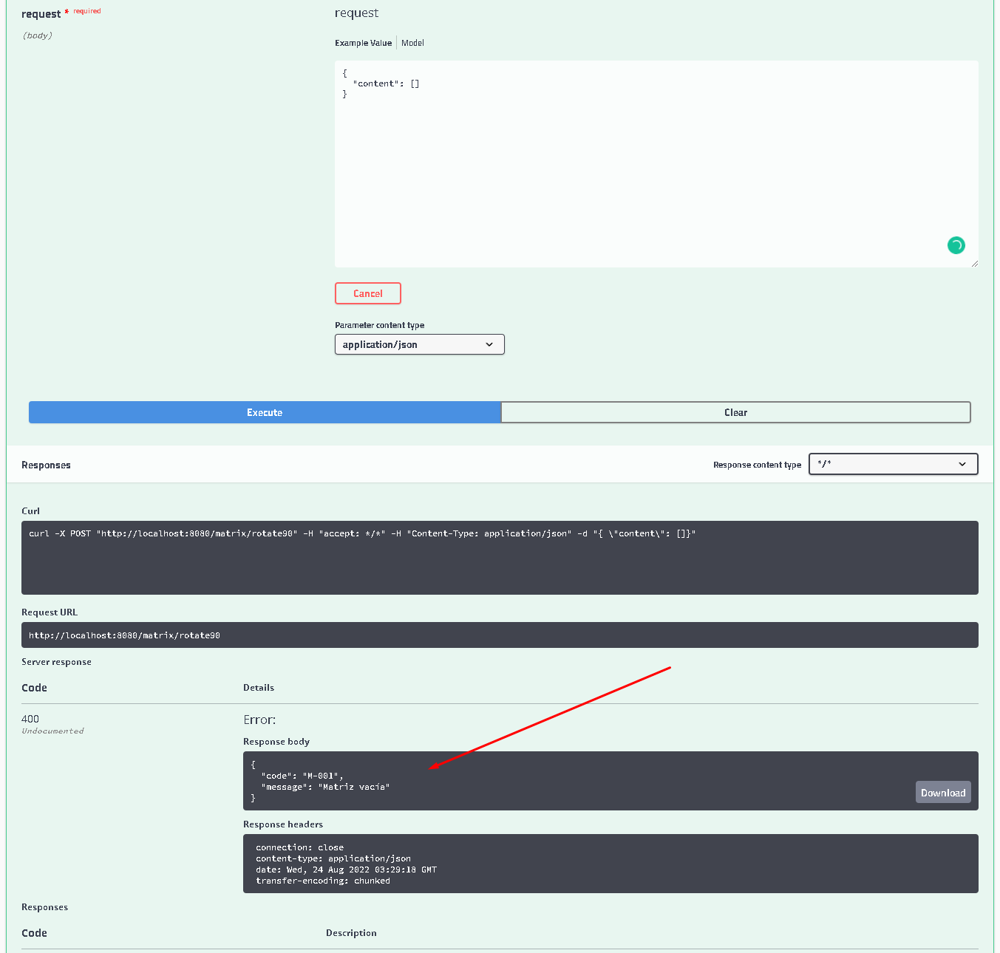 request * required
(body)
request
Example Value Model
{
  "content": []
}
Cancel
Parameter content type
application/json
Execute
Clear
Responses
Response content type
*/*
Curl
curl -X POST "http://localhost:8080/matrix/rotate90" -H "accept: */*" -H "Content-Type: application/json" -d "{ \"content\": []}"
Request URL
http://localhost:8080/matrix/rotate90
Server response
Code
Details
400
Undocumented
Error:
Response body
{
  "code": "M-001",
  "message": "Matriz vacía"
}
Download
Response headers
connection: close
content-type: application/json
date: Wed, 24 Aug 2022 03:29:18 GMT
transfer-encoding: chunked
Responses
Code
Description